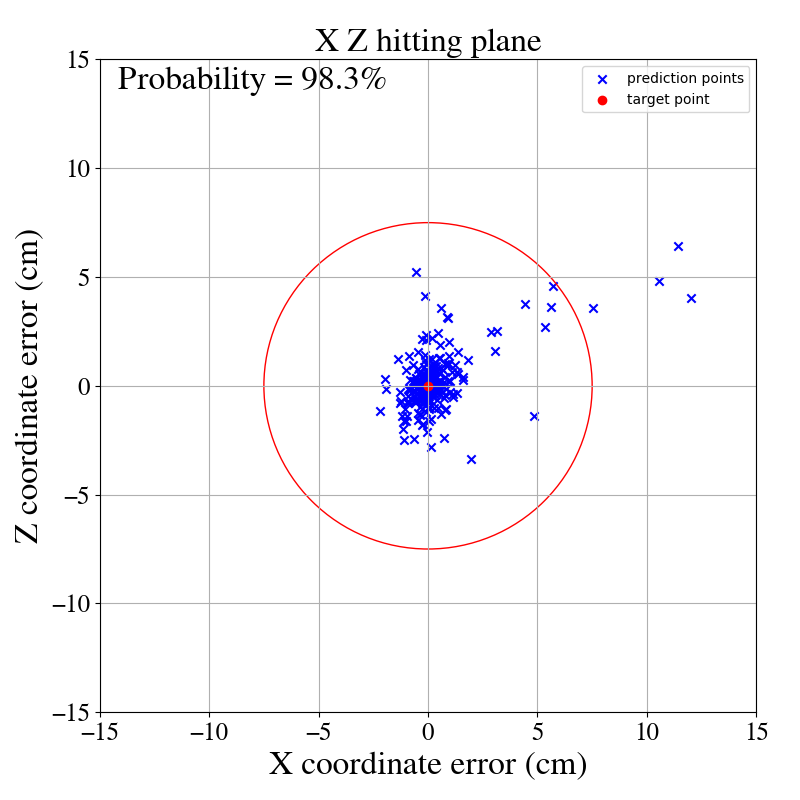 X Z hitting plane
Probability = 98.3%
prediction points
target point
15
10
5
0
−5
−10
−15
Z coordinate error (cm)
−15 −10 −5 0 5 10 15
X coordinate error (cm)